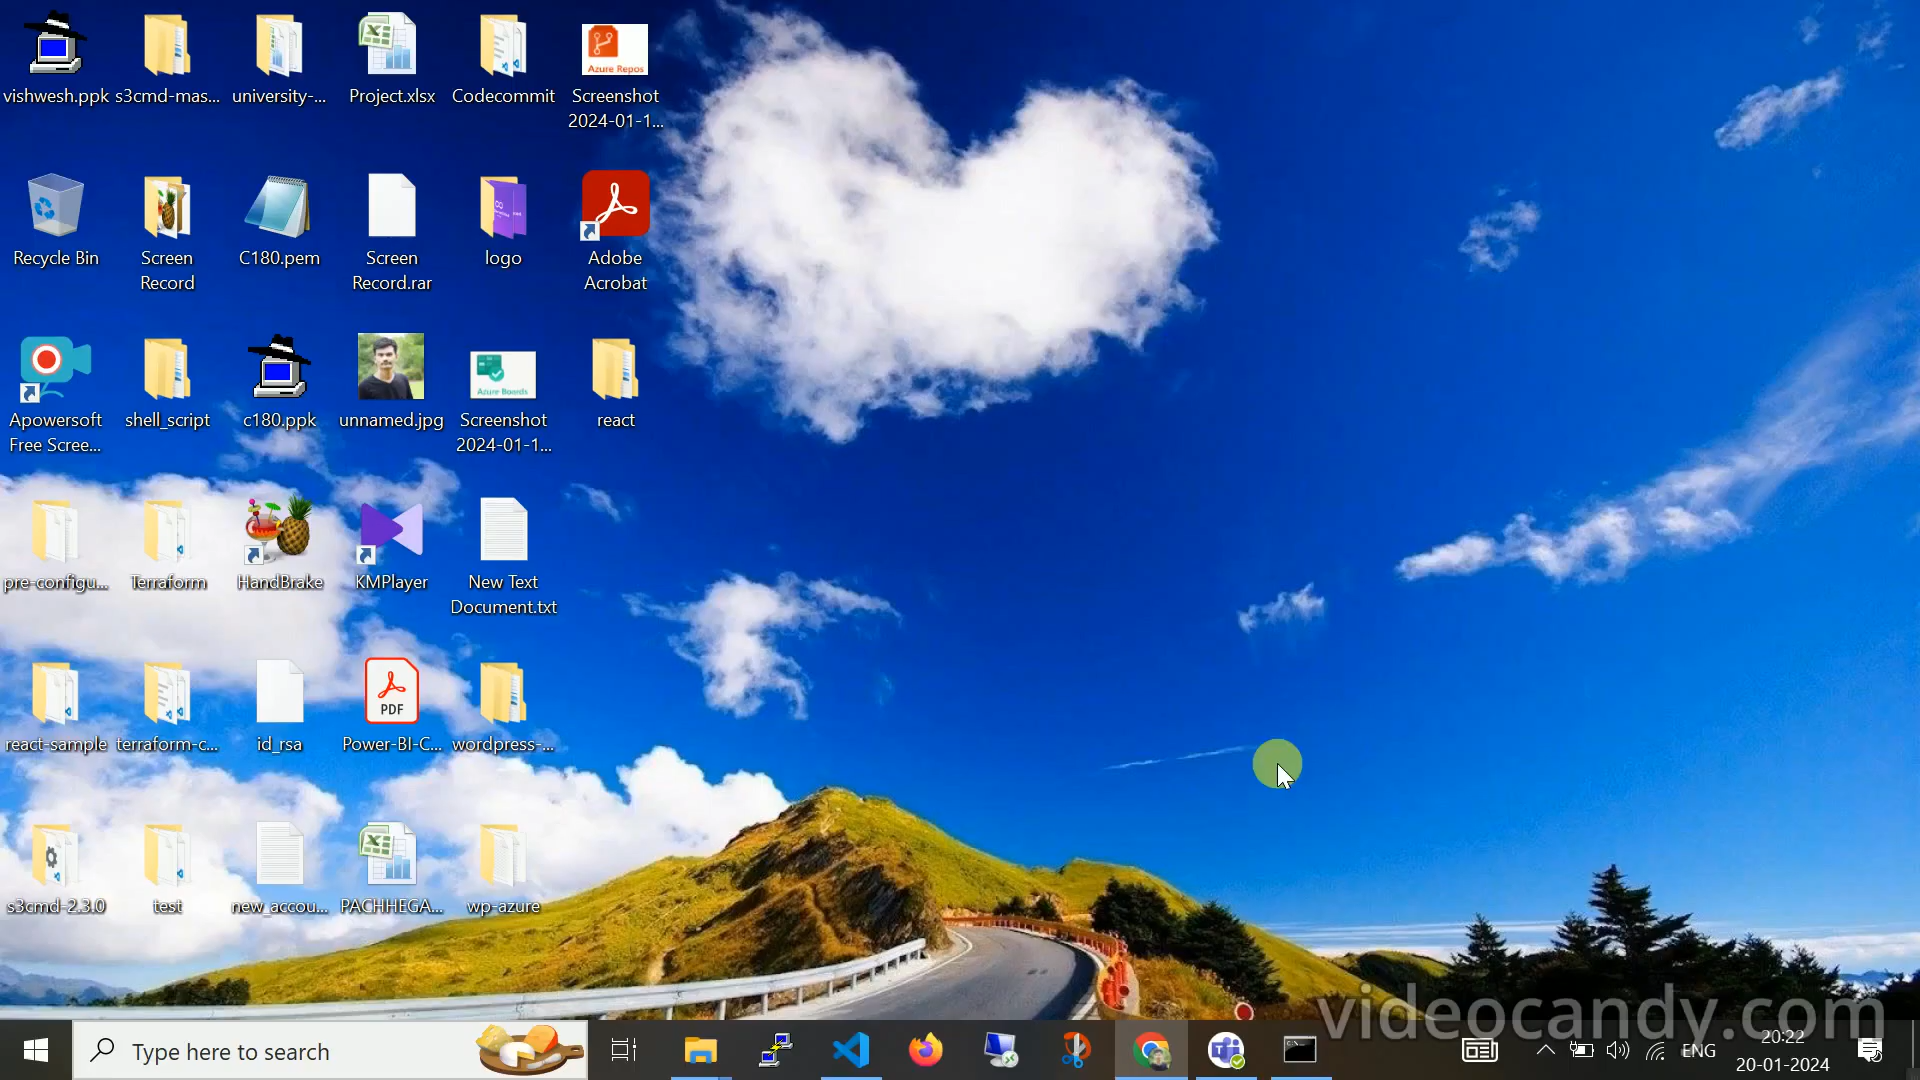 vishwesh.ppk
s3cmd-mas...
university-...
Project.xlsx
Codecommit
Azure Repos
Screenshot
2024-01-1...
Recycle Bin
Screen
Record
C180.pem
Screen
Record.rar
logo
Adobe
Acrobat
Apowersoft
Free Scree...
shell_script
c180.ppk
unnamed.jpg
Azure Boards
Screenshot
2024-01-1...
react
pre-configu...
Terraform
HandBrake
KMPlayer
New Text
Document.txt
react-sample
terraform-c...
id_rsa
PDF
Power-BI-C...
wordpress-...
s3cmd-2.3.0
test
new_accou...
PACHHEGA...
wp-azure
videocandy.com
Type here to search
ENG
20:22
20-01-2024